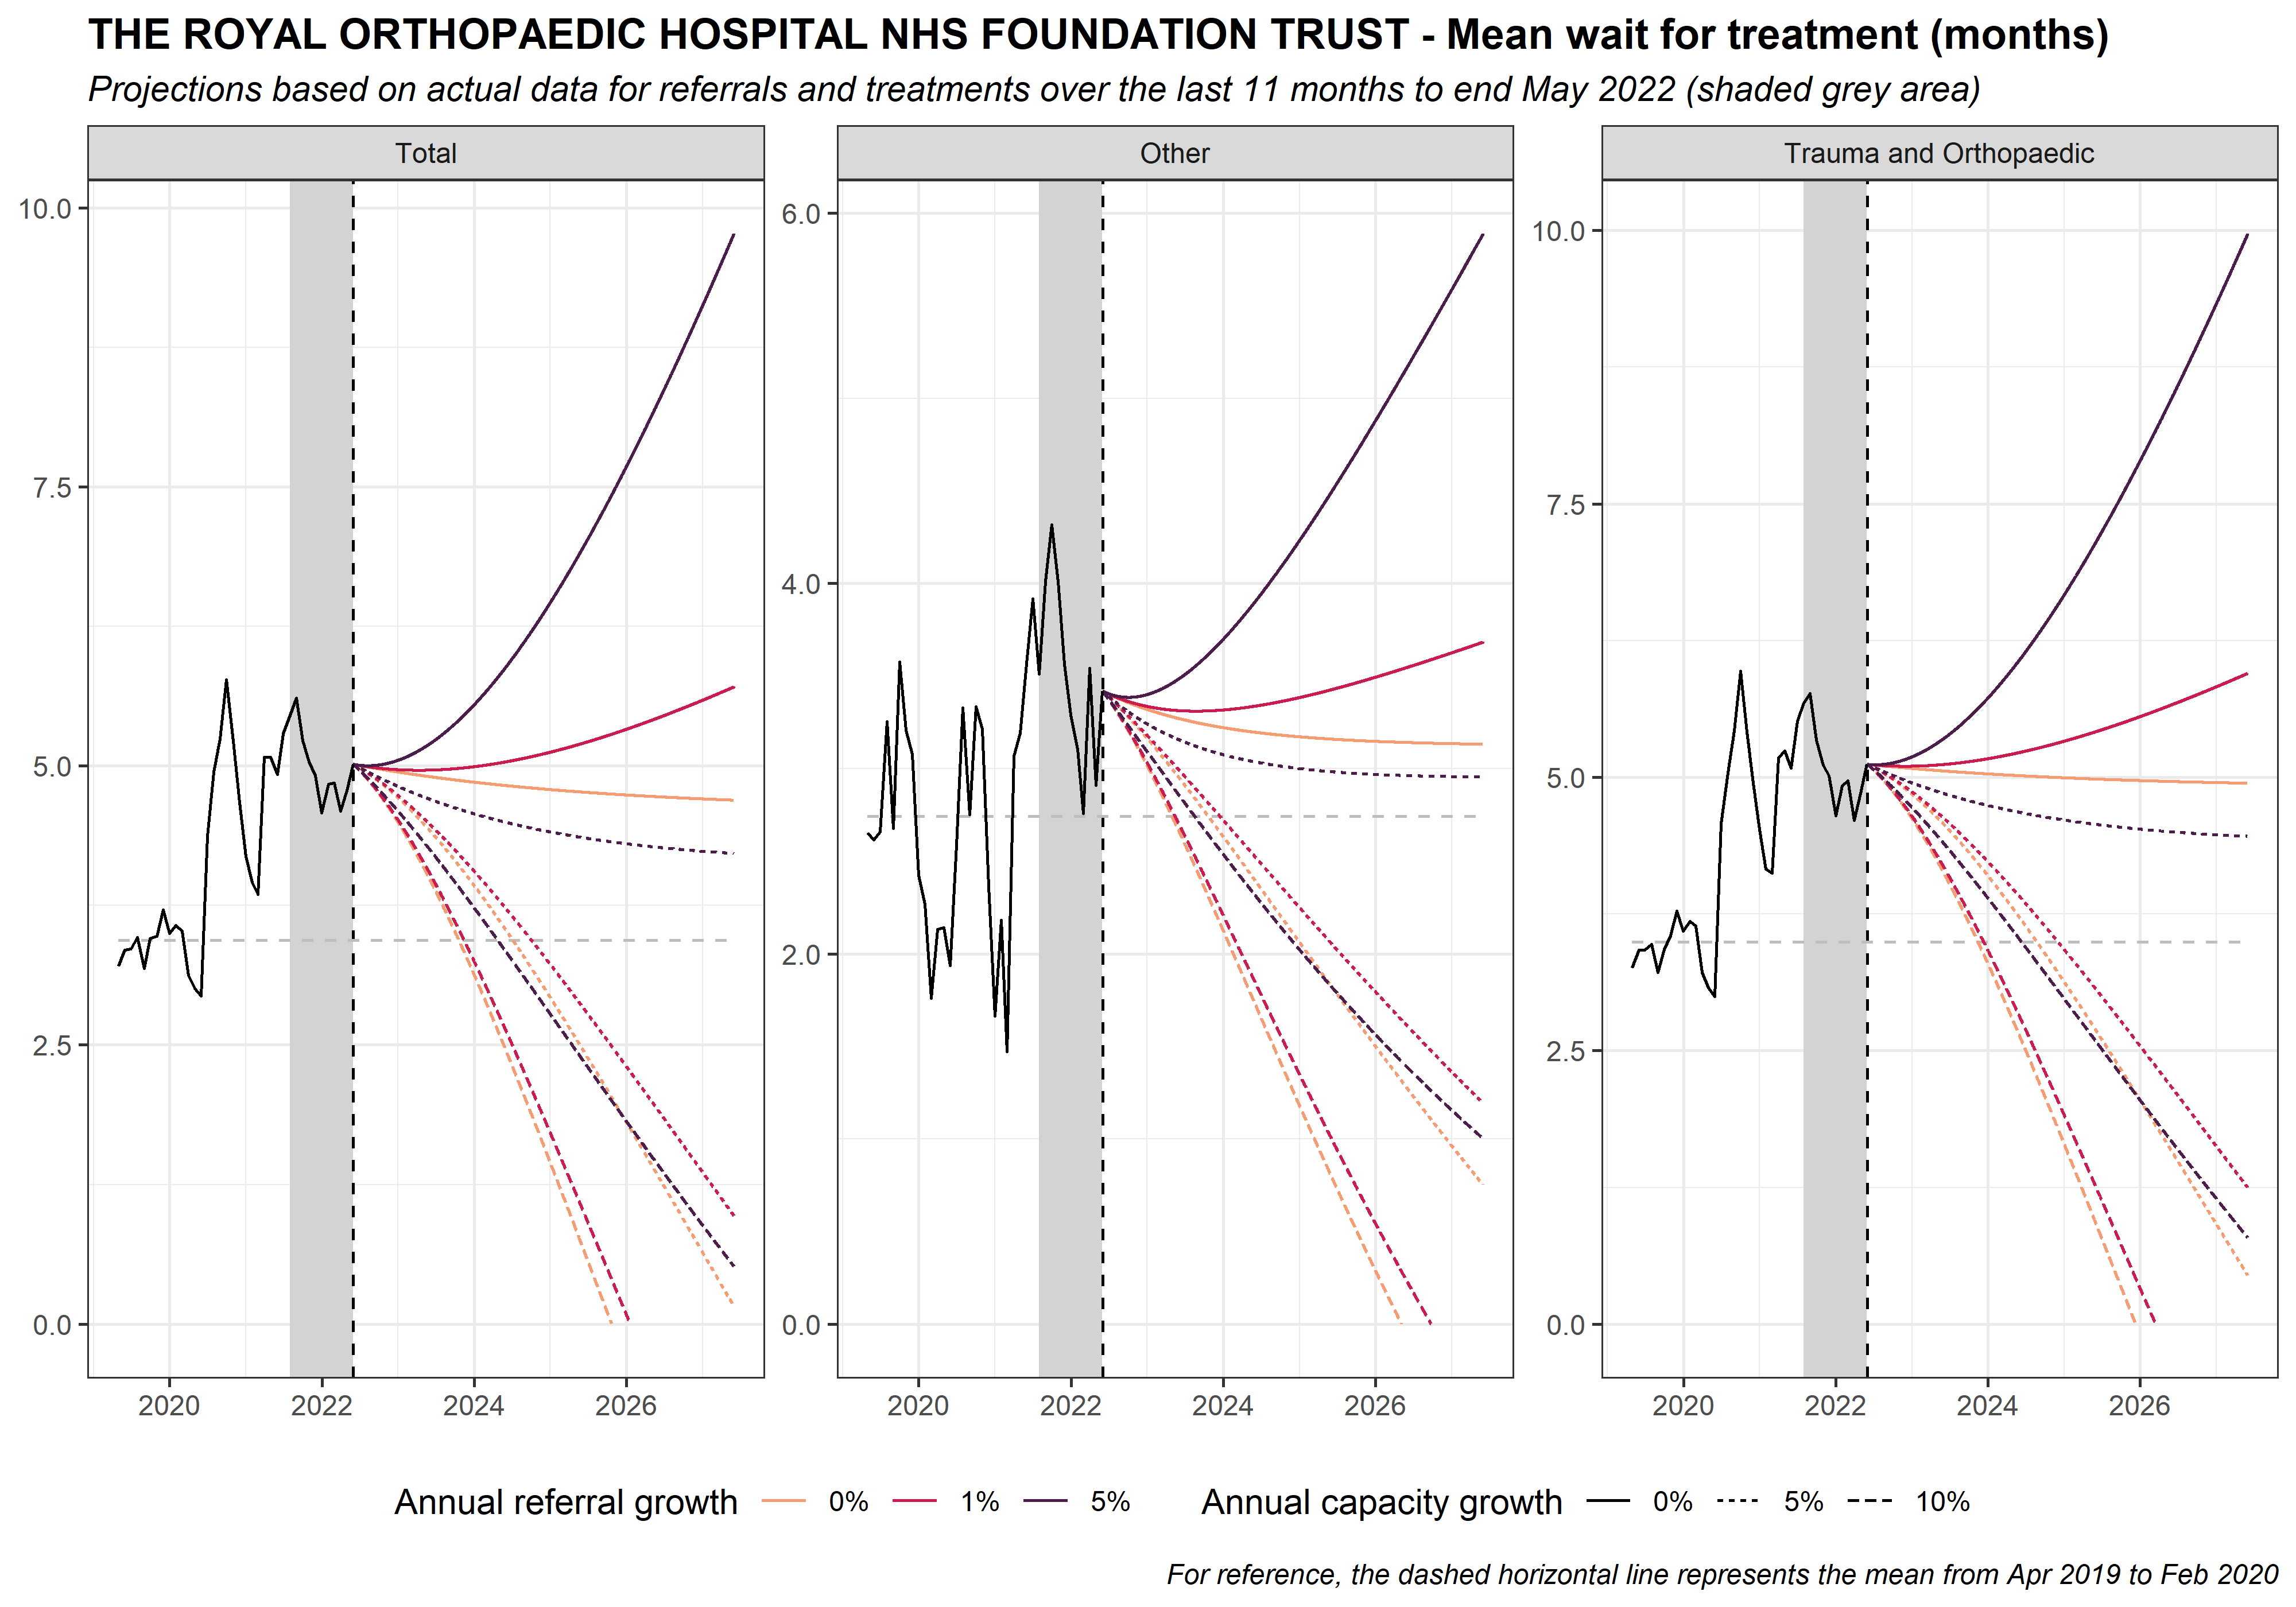 THE ROYAL ORTHOPAEDIC HOSPITAL NHS FOUNDATION TRUST - Mean wait for treatment (months)
Projections based on actual data for referrals and treatments over the last 11 months to end May 2022 (shaded grey area)
Total
10.0
7.5
5.0
2.5
0.0
2020 2022 2024 2026
Other
6.0
4.0
2.0
0.0
2020 2022 2024 2026
Trauma and Orthopaedic
10.0
7.5
5.0
2.5
0.0
2020 2022 2024 2026
Annual referral growth 0% 1% 5% Annual capacity growth 0% 5% 10%
For reference, the dashed horizontal line represents the mean from Apr 2019 to Feb 2020